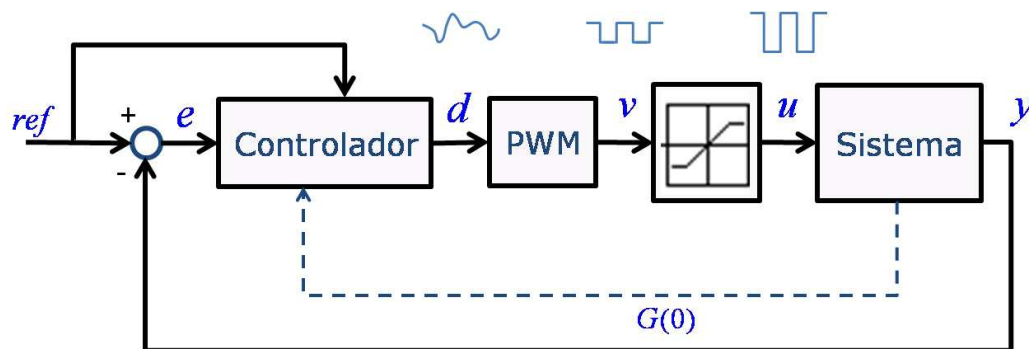 ref
+
-
e
Controlador
d
PWM
v
u
Sistema
y
G(0)